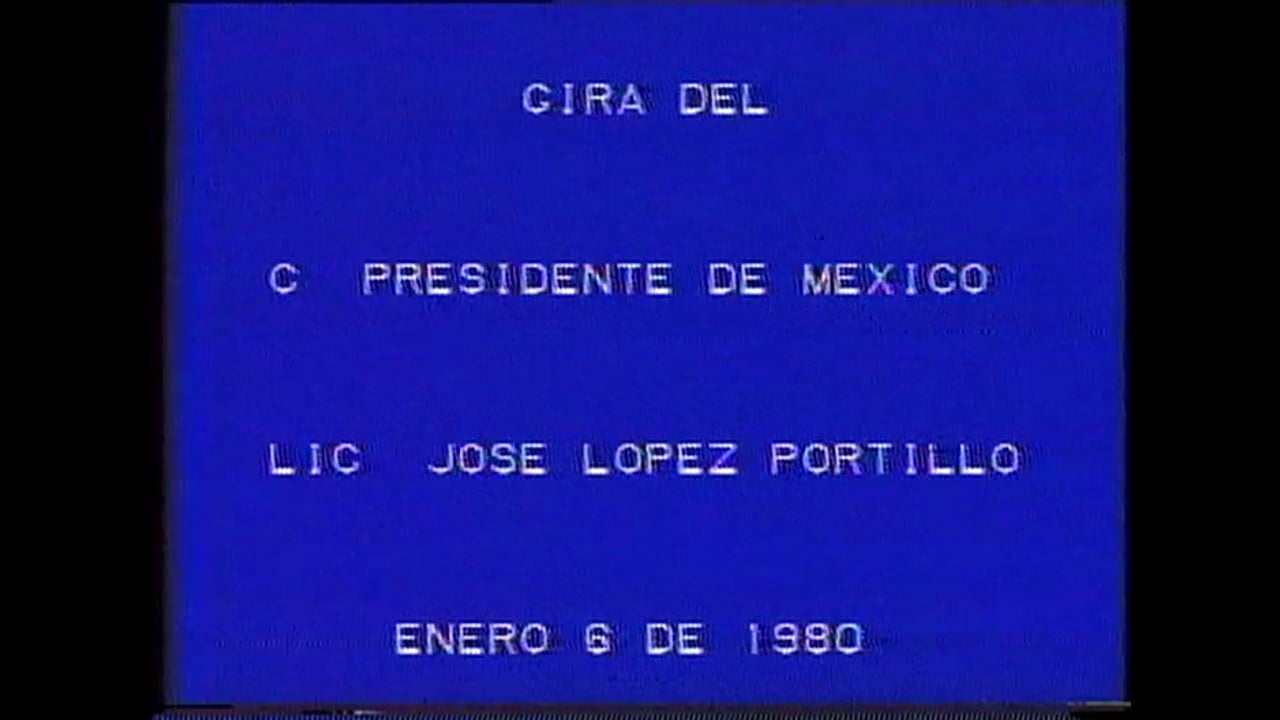 GIRA DEL
C PRESIDENTE DE MEXICO
LIC JOSE LOPEZ PORTILLO
ENERO 6 DE 1980